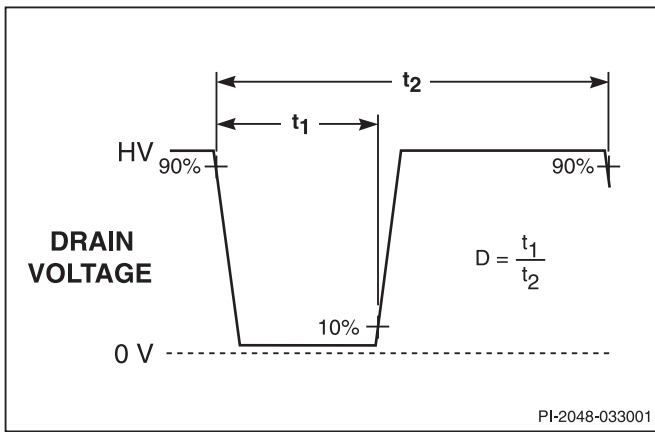 t2
t1
HV
90%
90%
DRAIN
VOLTAGE
D = t1/t2
10%
0 V
PI-2048-033001